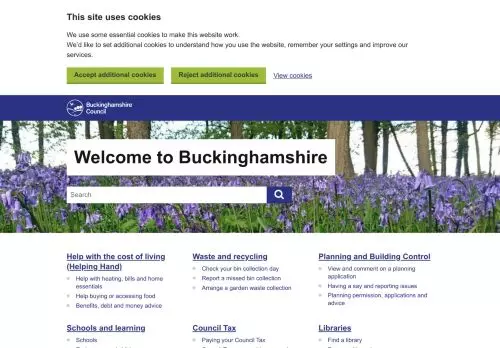 This site uses cookies
We use some essential cookies to make this website work.
We'd like to set additional cookies to understand how you use the website, remember your settings and improve our
services.
Accept additional cookies
Reject additional cookies
View cookies
Buckinghamshire
Council
Welcome to Buckinghamshire
Search
Help with the cost of living
(Helping Hand)
Help with heating, bills and home
essentials
Help buying or accessing food
Benefits, debt and money advice
Waste and recycling
Check your bin collection day
Report a missed bin collection
Arrange a garden waste collection
Planning and Building Control
View and comment on a planning
application
Having a say and reporting issues
Planning permission, applications and
advice
Schools and learning
Schools
Council Tax
Paying your Council Tax
Libraries
Find a library